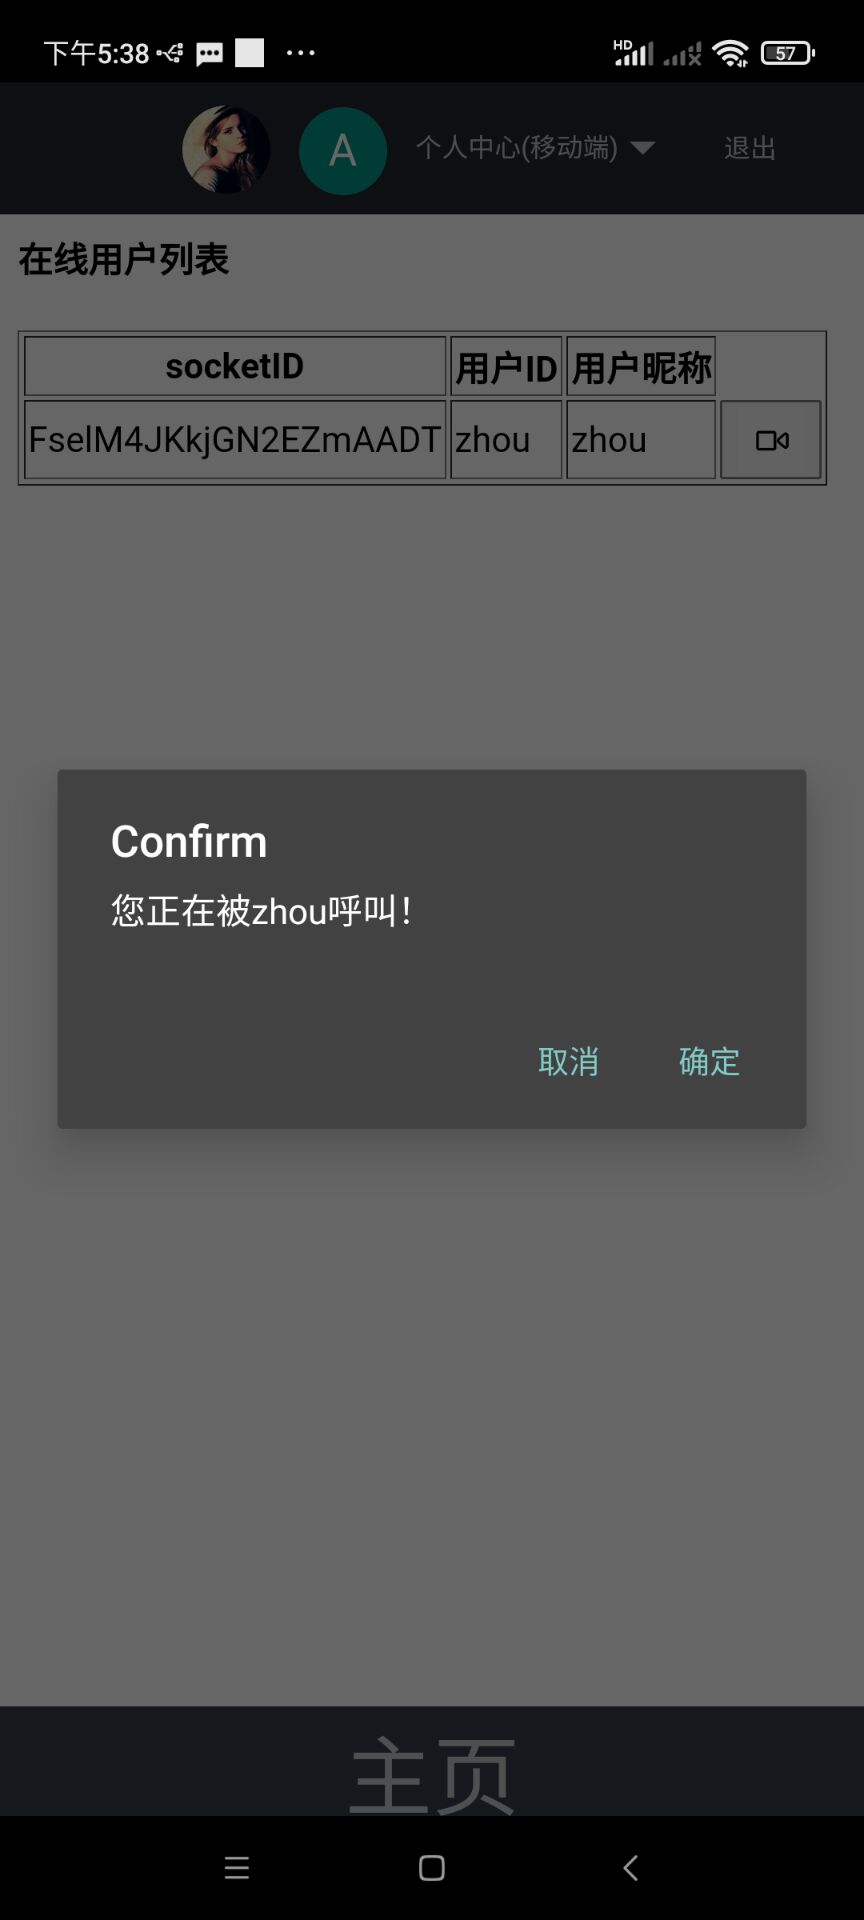 下午5:38
HD
57
A 个人中心(移动端) 退出
在线用户列表
socketID 用户ID 用户昵称
FselM4JKkjGN2EZmAADT zhou zhou
Confirm
您正在被zhou呼叫!
取消 确定
主页